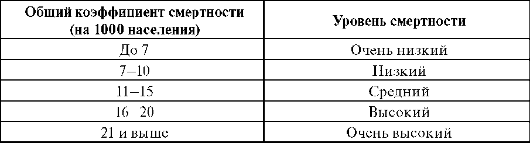 Общий коэффициент смертности
(на 1000 населения)
Уровень смертности
До 7
Очень низкий
7–10
Низкий
11–15
Средний
16–20
Высокий
21 и выше
Очень высокий